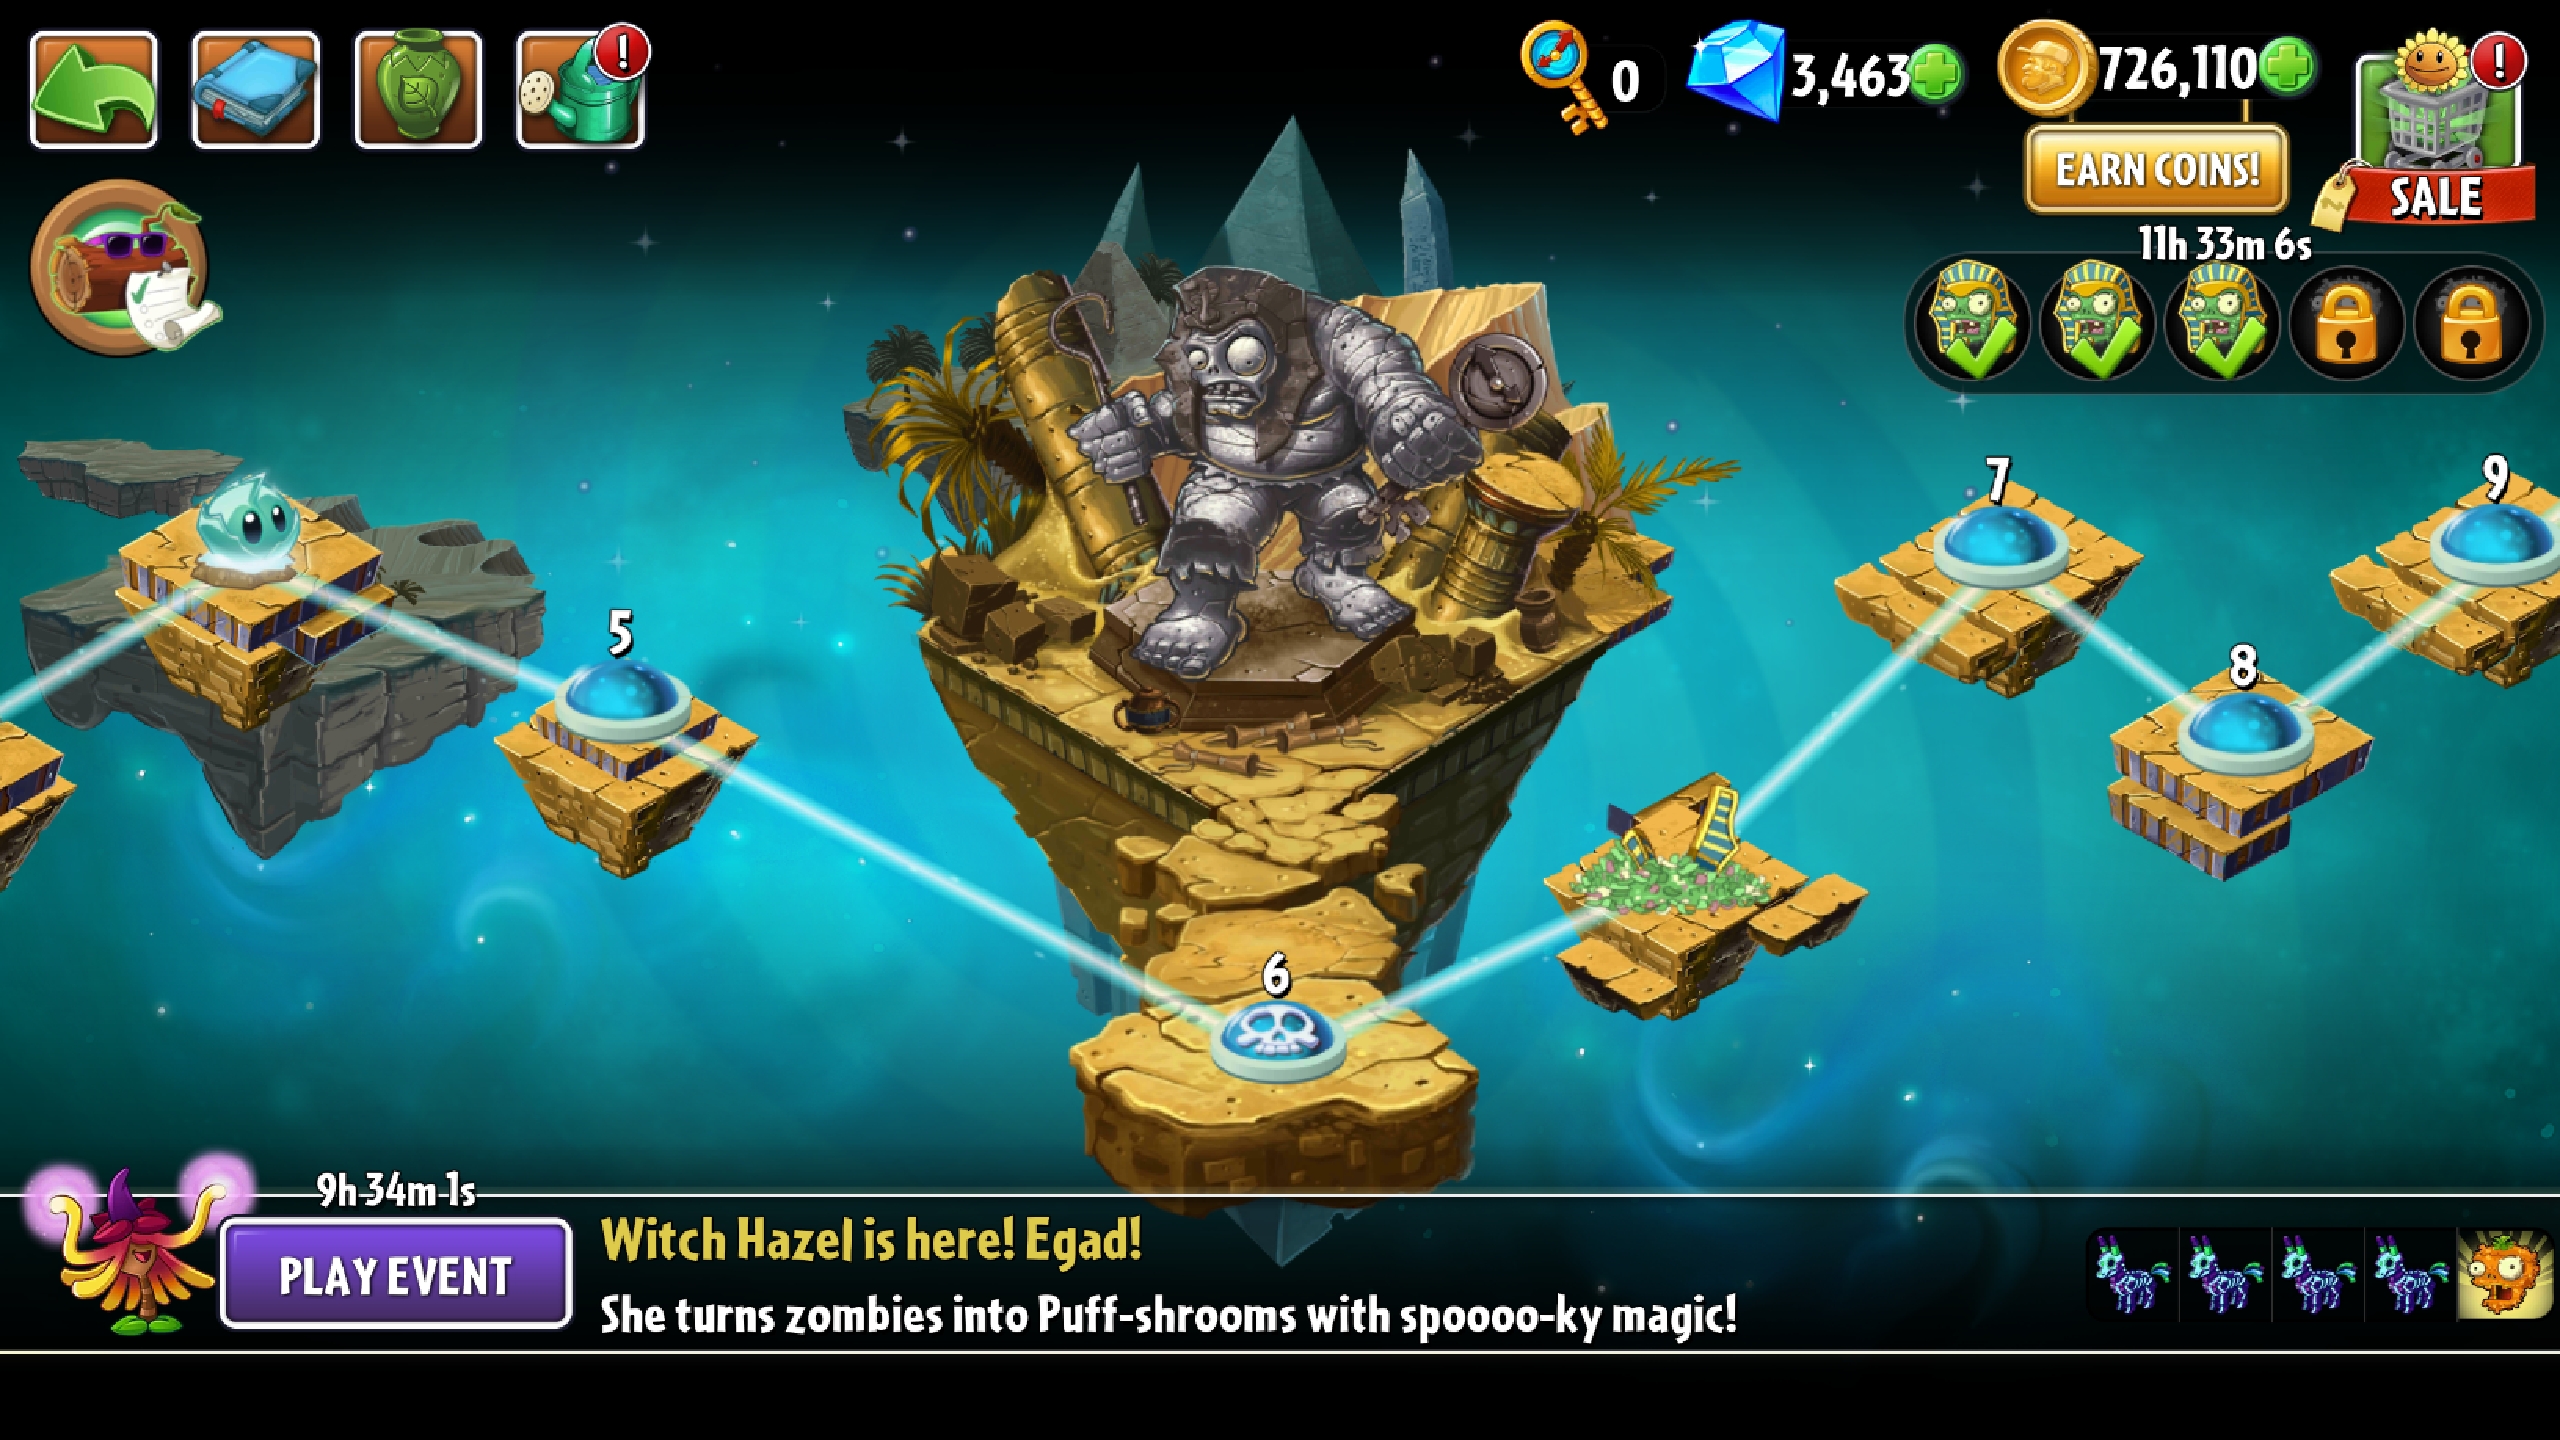 !
0
3,463
726,110
!
EARN COINS!
SALE
11h 33m 6s
7
9
5
8
6
9h 34m 1s
PLAY EVENT
Witch Hazel is here! Egad!
She turns zombies into Puff-shrooms with spoooo-ky magic!